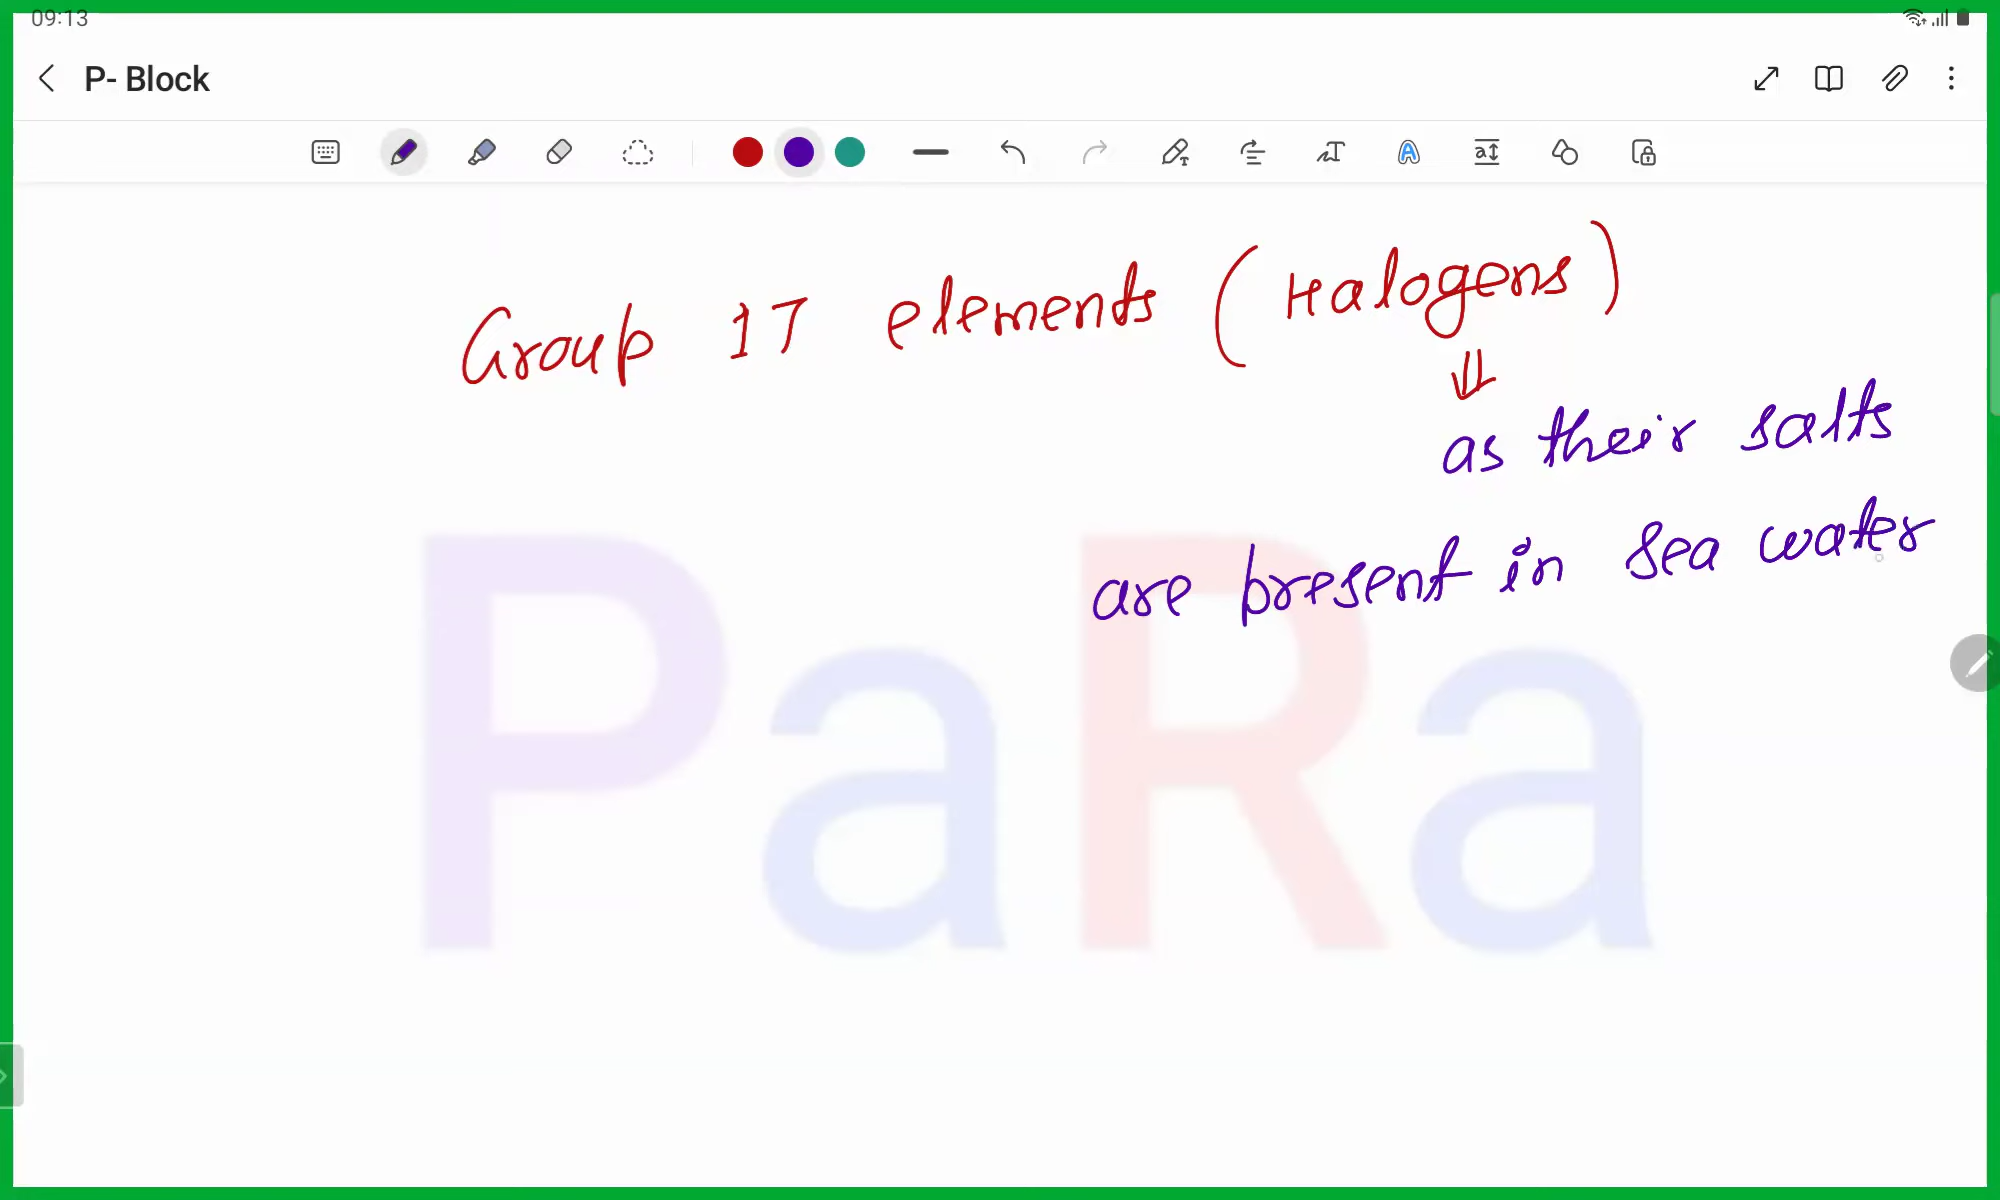 09:13
P- Block
Group 17 elements (Halogens)
⇓
as their salts
are present in sea water
PaRa